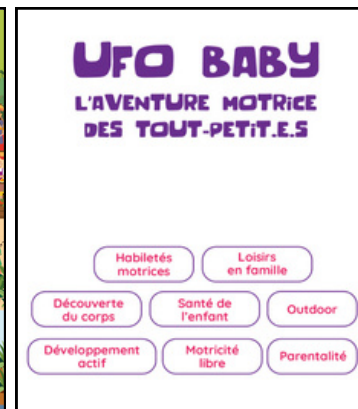 UFO BABY
L'AVENTURE MOTRICE
DES TOUT-PETIT.E.S
Habiletés
motrices
Loisirs
en famille
Découverte
du corps
Santé de
l'enfant
Outdoor
Développement
actif
Motricité
libre
Parentalité